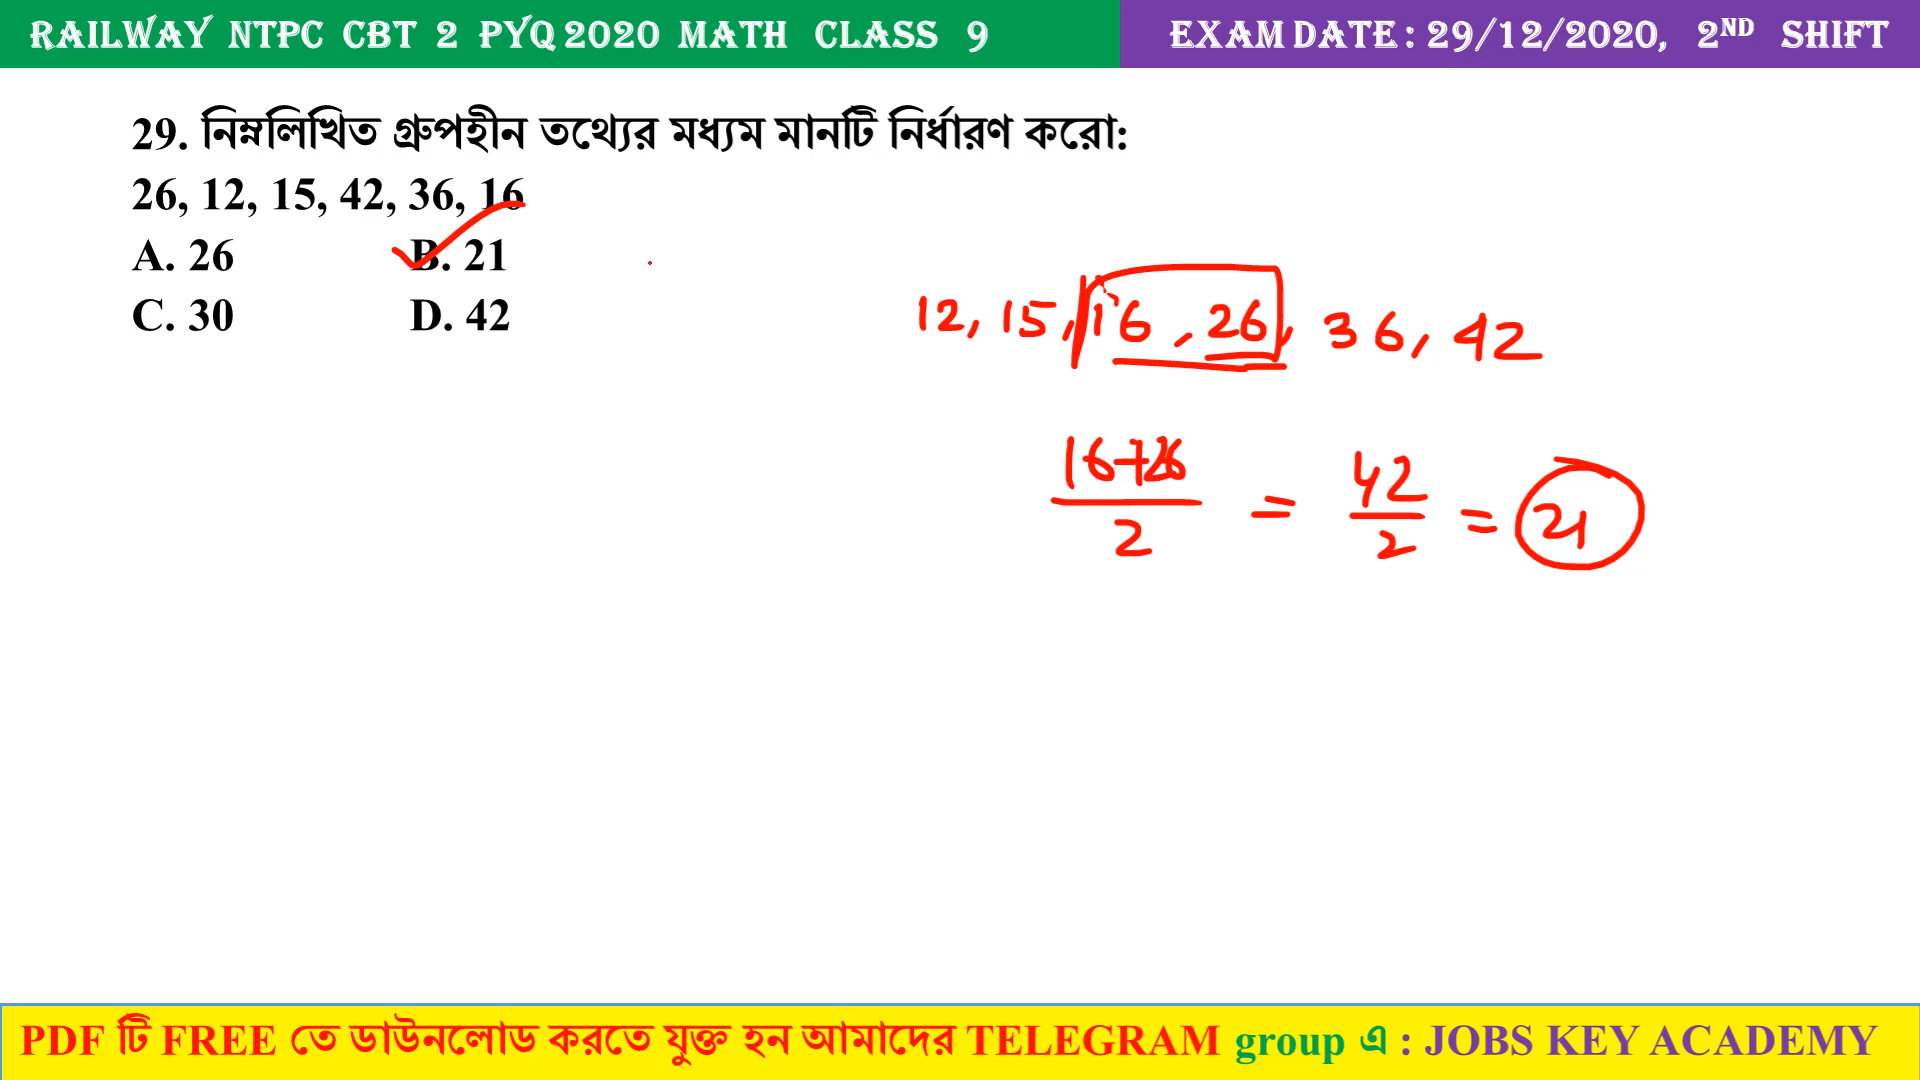 RAILWAY NTPC CBT 2 PYQ 2020 MATH CLASS 9
EXAM DATE : 29/12/2020, 2ND SHIFT
29. নিম্নলিখিত গ্রুপহীন তথ্যের মধ্যম মানটি নির্ধারণ করো:
26, 12, 15, 42, 36, 16
A. 26 B. 21
C. 30 D. 42
12, 15, 16, 26, 36, 42
16+26/2 = 42/2 = 21
PDF টি FREE তে ডাউনলোড করতে যুক্ত হন আমাদের TELEGRAM group এ : JOBS KEY ACADEMY